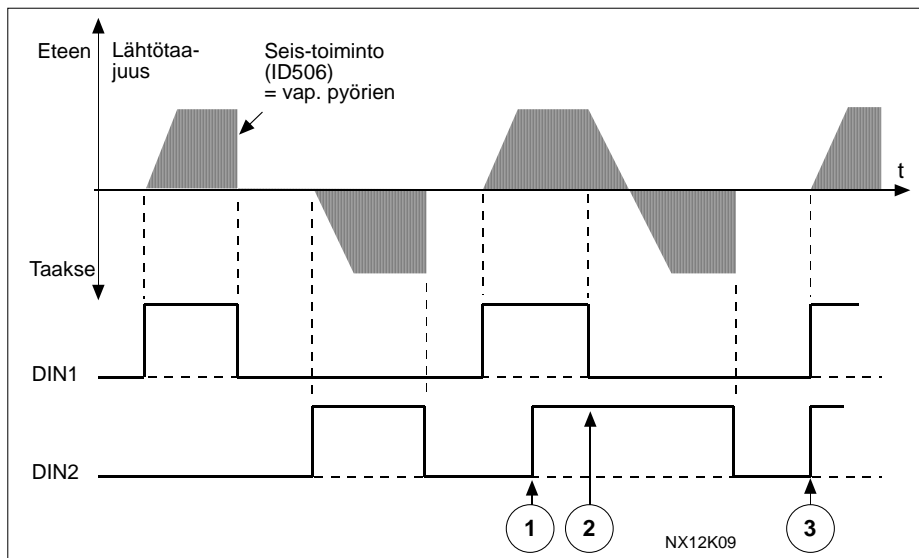 Eteen
Lähtötaa-
juus
Seis-toiminto
(ID506)
= vap. pyörien
t
Taakse
DIN1
DIN2
1
2
3
NX12K09